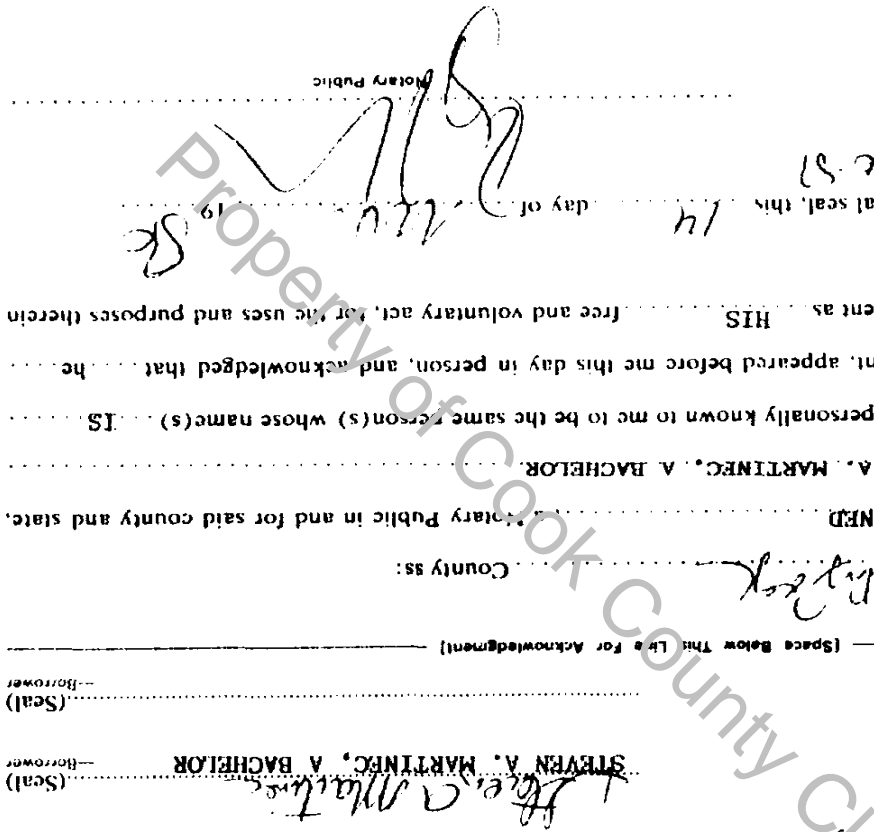 Steve A Martinec
STEVEN A. MARTINEC, A BACHELOR (Seal)
—Borrower
(Seal)
—Borrower
— [Space Below This Line For Acknowledgment]
County ss:
NED , a Notary Public in and for said county and state,
A. MARTINEC, A BACHELOR
personally known to me to be the same person(s) whose name(s) IS
nt, appeared before me this day in person, and acknowledged that he
ent as HIS free and voluntary act, for the uses and purposes therein
al seal, this 14 day of 19
Notary Public
Property of Cook County Cl